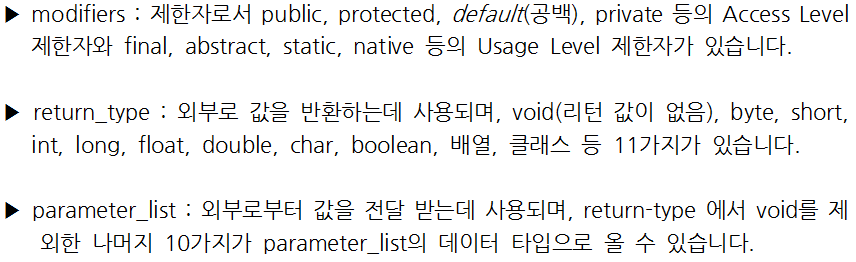 ▶ modifiers : 제한자로서 public, protected, default(공백), private 등의 Access Level
제한자와 final, abstract, static, native 등의 Usage Level 제한자가 있습니다.
▶ return_type : 외부로 값을 반환하는데 사용되며, void(리턴 값이 없음), byte, short,
int, long, float, double, char, boolean, 배열, 클래스 등 11가지가 있습니다.
▶ parameter_list : 외부로부터 값을 전달 받는데 사용되며, return-type 에서 void를 제
외한 나머지 10가지가 parameter_list의 데이터 타입으로 올 수 있습니다.